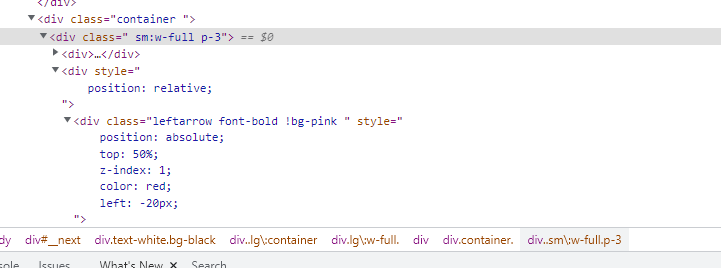 </div>
▼<div class="container ">
▼<div class=" sm:w-full p-3"> == $0
▶<div>…</div>
▼<div style="
position: relative;
">
▼<div class="leftarrow font-bold !bg-pink " style="
position: absolute;
top: 50%;
z-index: 1;
color: red;
left: -20px;
">
dy div#__next div.text-white.bg-black div..lg\:container div.lg\:w-full. div div.container. div..sm\:w-full.p-3
sole Issues What's New ✕ Search